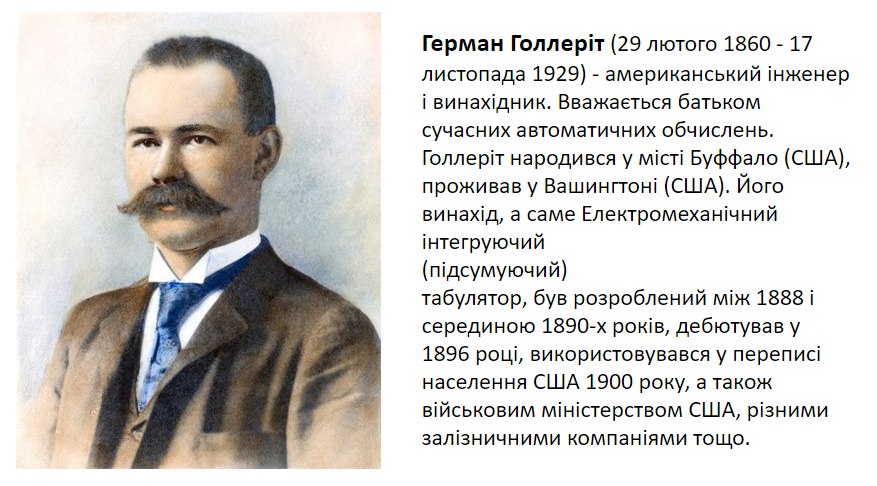 Герман Голлеріт (29 лютого 1860 - 17
листопада 1929) - американський інженер
і винахідник. Вважається батьком
сучасних автоматичних обчислень.
Голлеріт народився у місті Буффало (США),
проживав у Вашингтоні (США). Його
винахід, а саме Електромеханічний
інтегруючий
(підсумуючий)
табулятор, був розроблений між 1888 і
серединою 1890-х років, дебютував у
1896 році, використовувався у переписі
населення США 1900 року, а також
військовим міністерством США, різними
залізничними компаніями тощо.